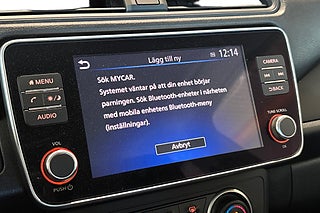 Lägg till ny
12:14
Sök MYCAR.
Systemet väntar på att din enhet börjar
parningen. Sök Bluetooth-enheter i närheten
med mobila enhetens Bluetooth-meny
(inställningar).
Avbryt
MENU
AUDIO
VOL
PUSH
CAMERA
BACK
TUNE·SCROLL
OK